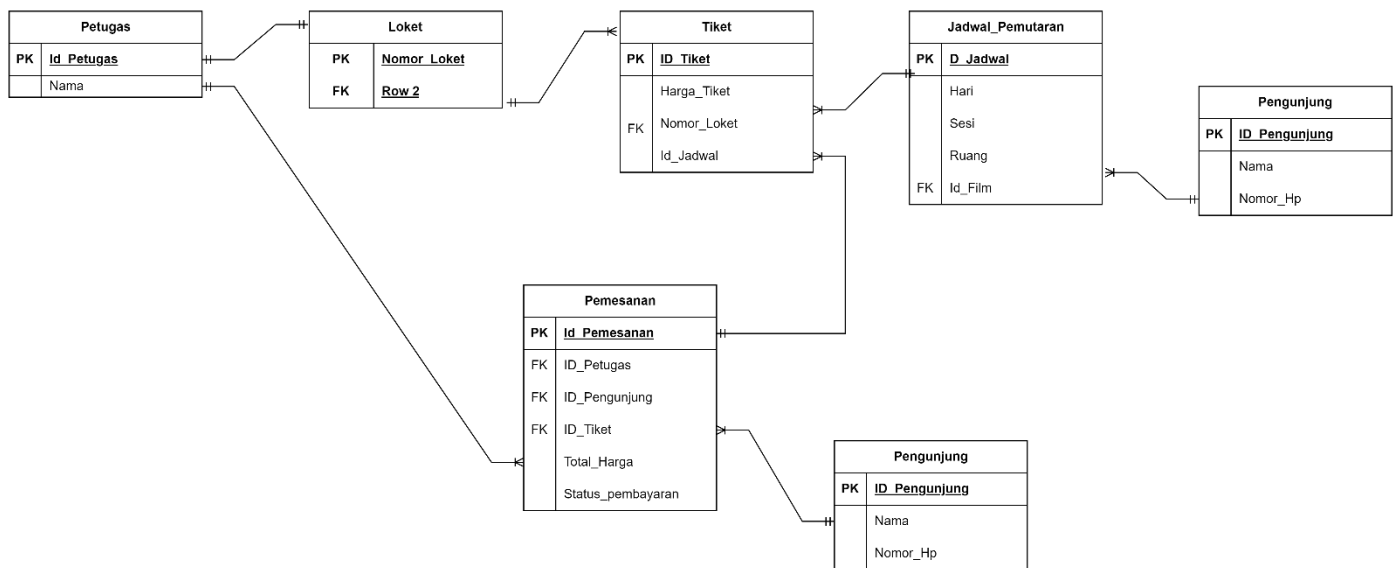 Petugas
PK Id_Petugas
Nama
Loket
PK Nomor_Loket
FK Row 2
Tiket
PK ID_Tiket
Harga_Tiket
FK Nomor_Loket
Id_Jadwal
Jadwal_Pemutaran
PK D_Jadwal
Hari
Sesi
Ruang
FK Id_Film
Pengunjung
PK ID_Pengunjung
Nama
Nomor_Hp
Pemesanan
PK Id_Pemesanan
FK ID_Petugas
FK ID_Pengunjung
FK ID_Tiket
Total_Harga
Status_pembayaran
Pengunjung
PK ID_Pengunjung
Nama
Nomor_Hp